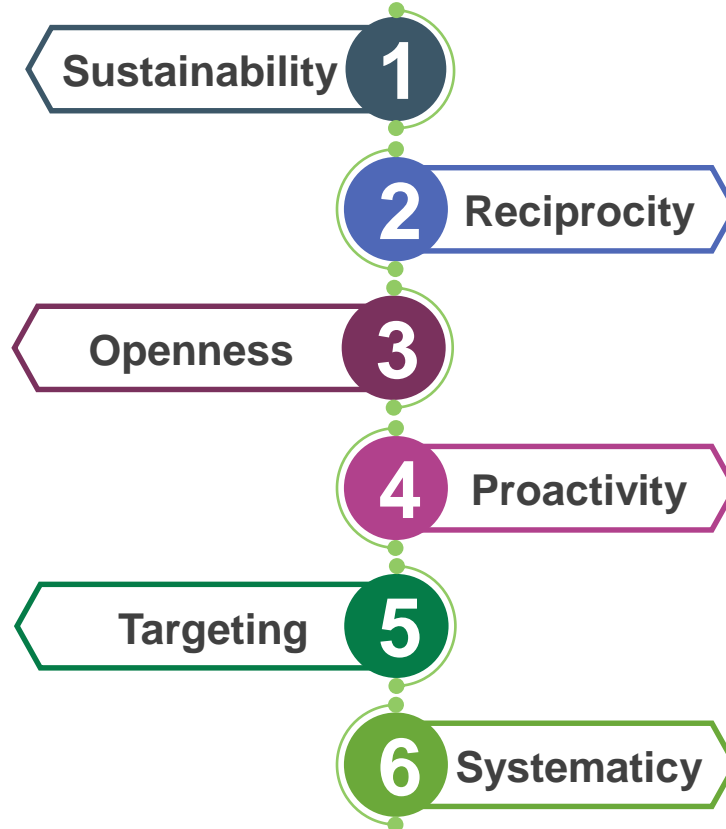 Sustainability 1
2 Reciprocity
Openness 3
4 Proactivity
Targeting 5
6 Systematicy